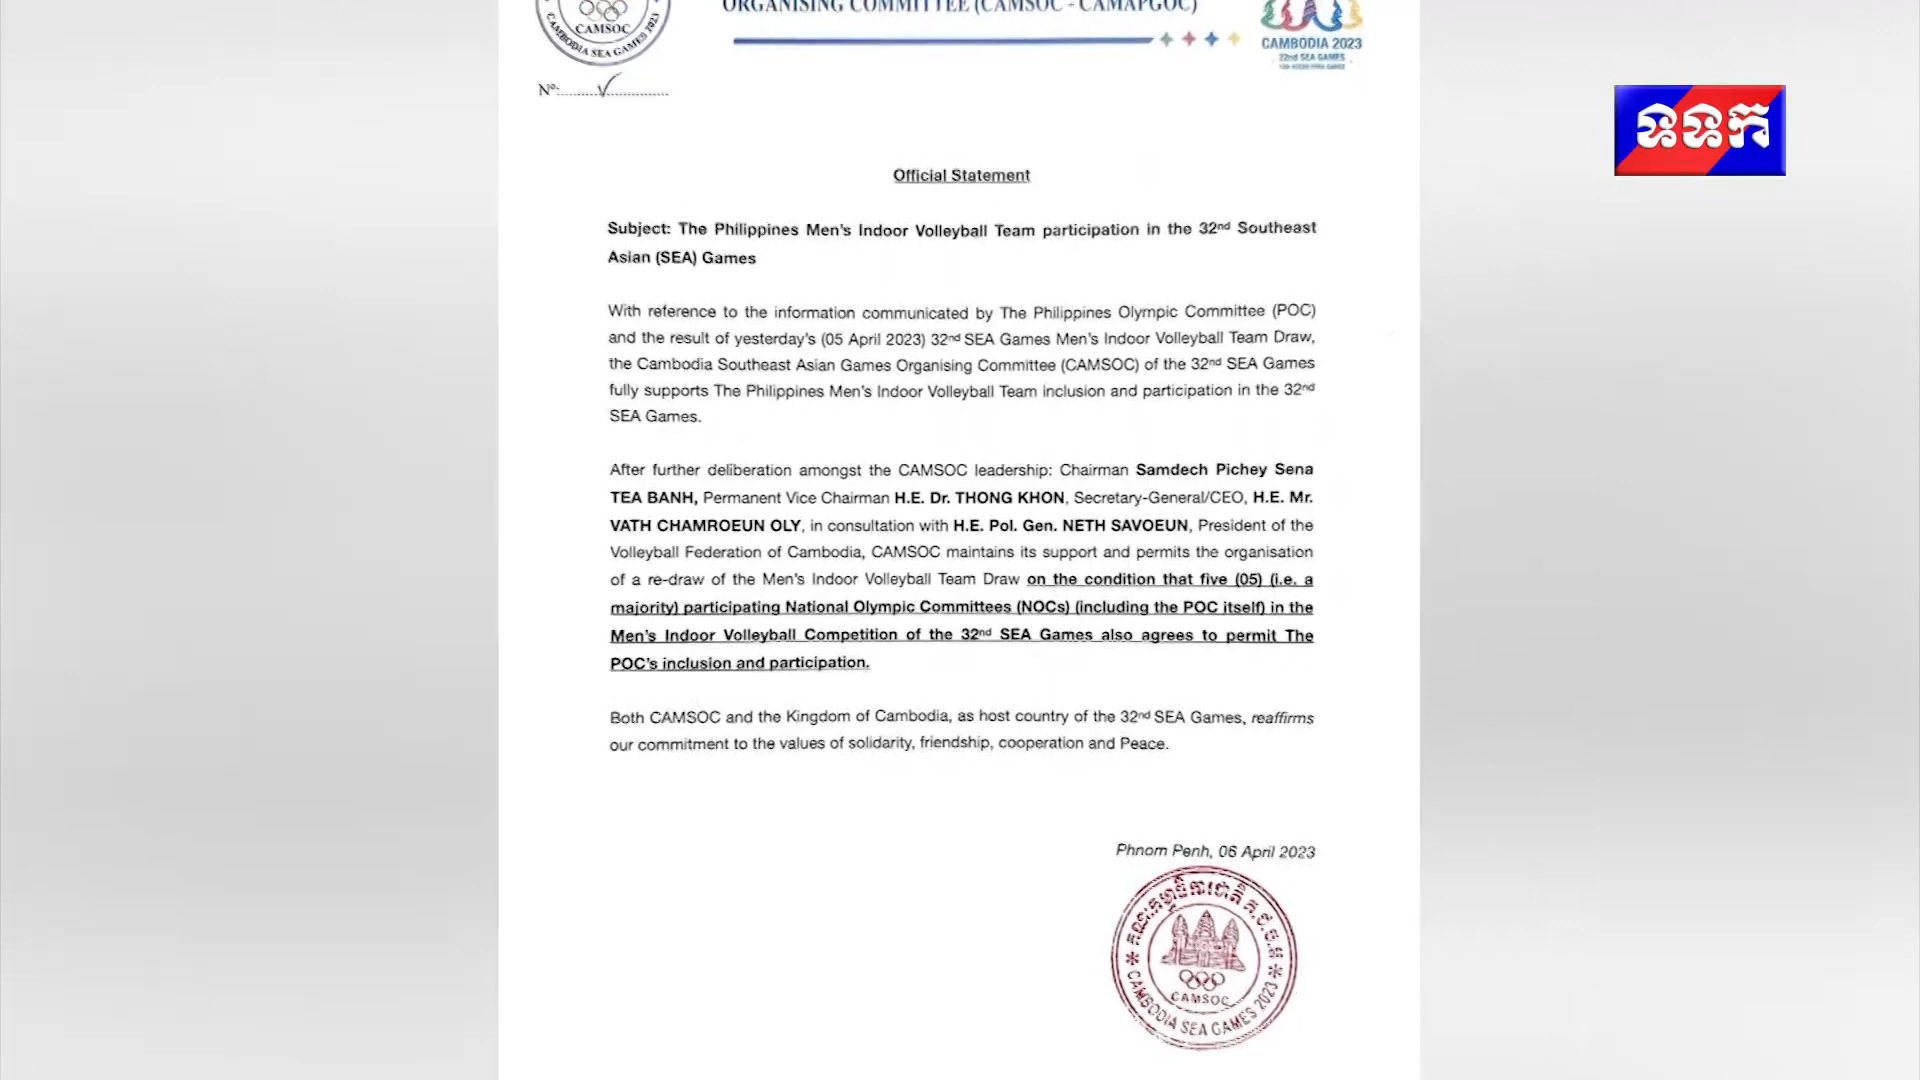 ORGANISING COMMITTEE (CAMSOC - CAMAPGOC)
CAMSOC
CAMBODIA SEA GAMES 2023
CAMBODIA 2023
32nd SEA GAMES
Nº
ទទក
Official Statement
Subject: The Philippines Men's Indoor Volleyball Team participation in the 32nd Southeast
Asian (SEA) Games
With reference to the information communicated by The Philippines Olympic Committee (POC)
and the result of yesterday's (05 April 2023) 32nd SEA Games Men's Indoor Volleyball Team Draw,
the Cambodia Southeast Asian Games Organising Committee (CAMSOC) of the 32nd SEA Games
fully supports The Philippines Men's Indoor Volleyball Team inclusion and participation in the 32nd
SEA Games.
After further deliberation amongst the CAMSOC leadership: Chairman Samdech Pichey Sena
TEA BANH, Permanent Vice Chairman H.E. Dr. THONG KHON, Secretary-General/CEO, H.E. Mr.
VATH CHAMROEUN OLY, in consultation with H.E. Pol. Gen. NETH SAVOEUN, President of the
Volleyball Federation of Cambodia, CAMSOC maintains its support and permits the organisation
of a re-draw of the Men's Indoor Volleyball Team Draw on the condition that five (05) (i.e. a
majority) participating National Olympic Committees (NOCs) (including the POC itself) in the
Men's Indoor Volleyball Competition of the 32nd SEA Games also agrees to permit The
POC's inclusion and participation.
Both CAMSOC and the Kingdom of Cambodia, as host country of the 32nd SEA Games, reaffirms
our commitment to the values of solidarity, friendship, cooperation and Peace.
Phnom Penh, 06 April 2023
CAMSOC
CAMBODIA SEA GAMES 2023